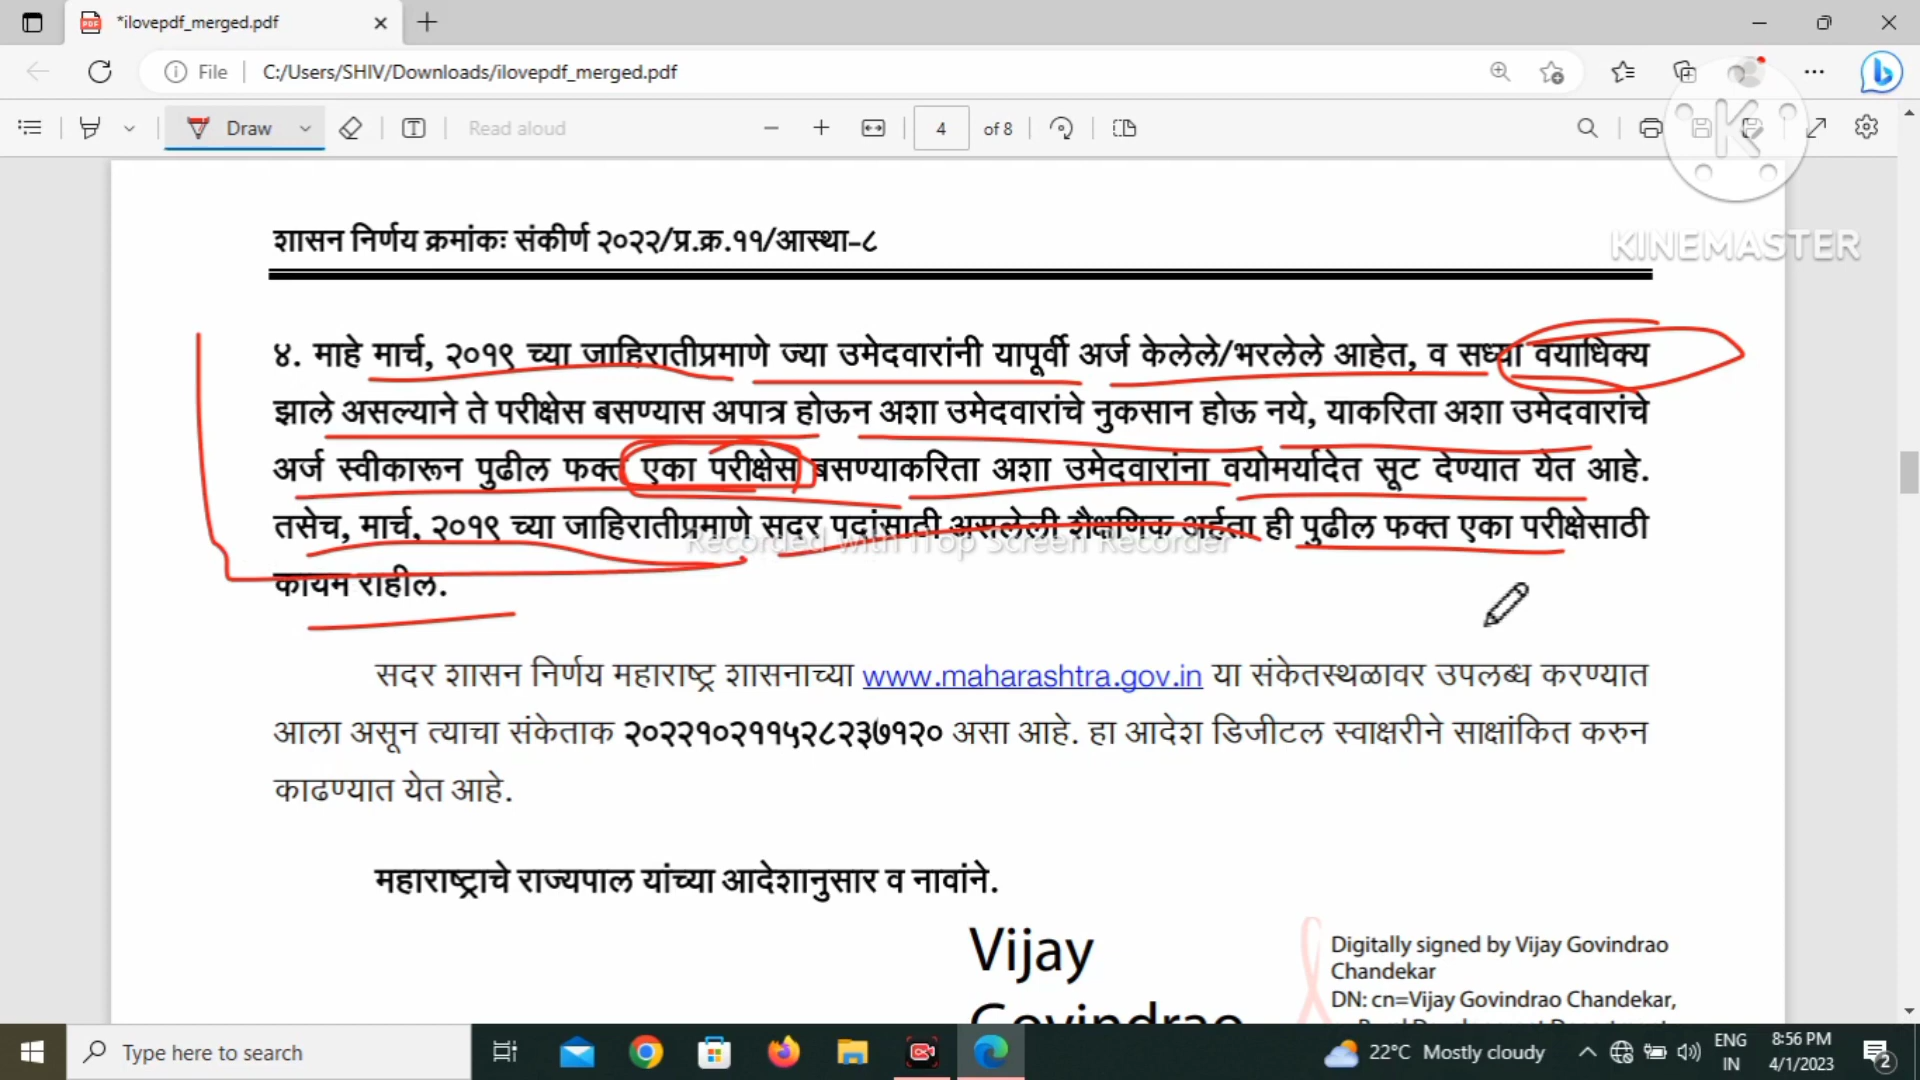 *ilovepdf_merged.pdf
File C:/Users/SHIV/Downloads/ilovepdf_merged.pdf
Draw Read aloud 4 of 8
KINEMASTER
शासन निर्णय क्रमांकः संकीर्ण २०२२/प्र.क्र.११/आस्था-८
४. माहे मार्च, २०१९ च्या जाहिरातीप्रमाणे ज्या उमेदवारांनी यापूर्वी अर्ज केलेले/भरलेले आहेत, व सध्या वयाधिक्य
झाले असल्याने ते परीक्षेस बसण्यास अपात्र होऊन अशा उमेदवारांचे नुकसान होऊ नये, याकरिता अशा उमेदवारांचे
अर्ज स्वीकारून पुढील फक्त एका परीक्षेस बसण्याकरिता अशा उमेदवारांना वयोमर्यादेत सूट देण्यात येत आहे.
तसेच, मार्च, २०१९ च्या जाहिरातीप्रमाणे सदर पदांसाठी असलेली शैक्षणिक अर्हता ही पुढील फक्त एका परीक्षेसाठी
Recorded with iTop Screen Recorder
कायम राहील.
सदर शासन निर्णय महाराष्ट्र शासनाच्या www.maharashtra.gov.in या संकेतस्थळावर उपलब्ध करण्यात
आला असून त्याचा संकेताक २०२२१०२११५२८२३७१२० असा आहे. हा आदेश डिजीटल स्वाक्षरीने साक्षांकित करुन
काढण्यात येत आहे.
महाराष्ट्राचे राज्यपाल यांच्या आदेशानुसार व नावांने.
Vijay
Govindrao
Digitally signed by Vijay Govindrao
Chandekar
DN: cn=Vijay Govindrao Chandekar,
Type here to search
22°C Mostly cloudy
ENG
IN
8:56 PM
4/1/2023
2